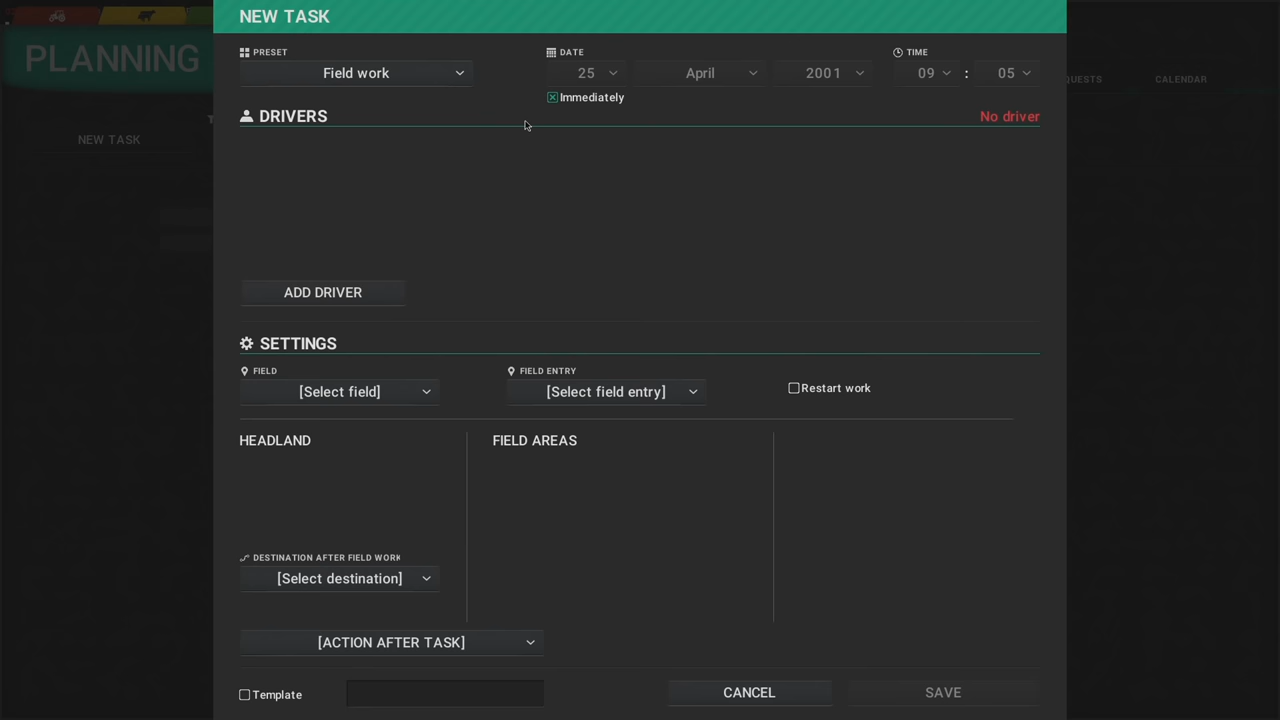 NEW TASK
PLANNING
PRESET
DATE
TIME
Field work
25
April
2001
09 : 05
QUESTS
CALENDAR
Immediately
DRIVERS
No driver
NEW TASK
ADD DRIVER
SETTINGS
FIELD
FIELD ENTRY
[Select field]
[Select field entry]
Restart work
HEADLAND
FIELD AREAS
DESTINATION AFTER FIELD WORK
[Select destination]
[ACTION AFTER TASK]
Template
CANCEL
SAVE